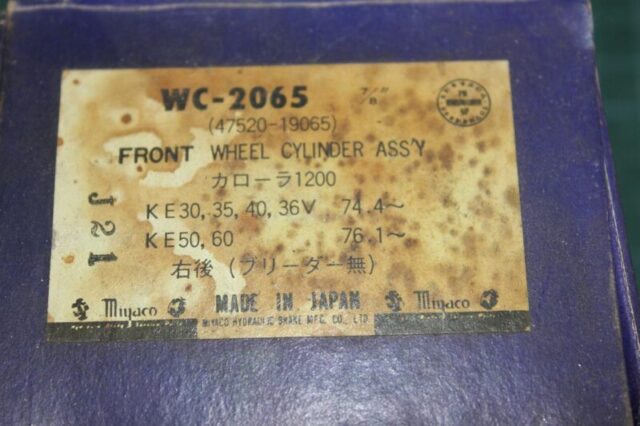 WC-2065 7/8"
(47520-19065)
FRONT WHEEL CYLINDER ASS'Y
カローラ1200
KE30,35,40,36V 74.4~
KE50,60 76.1~
右後(ブリーダー無)
J21
Miyaco MADE IN JAPAN Miyaco
MIYACO HYDRAULIC BRAKE MFG. CO., LTD.